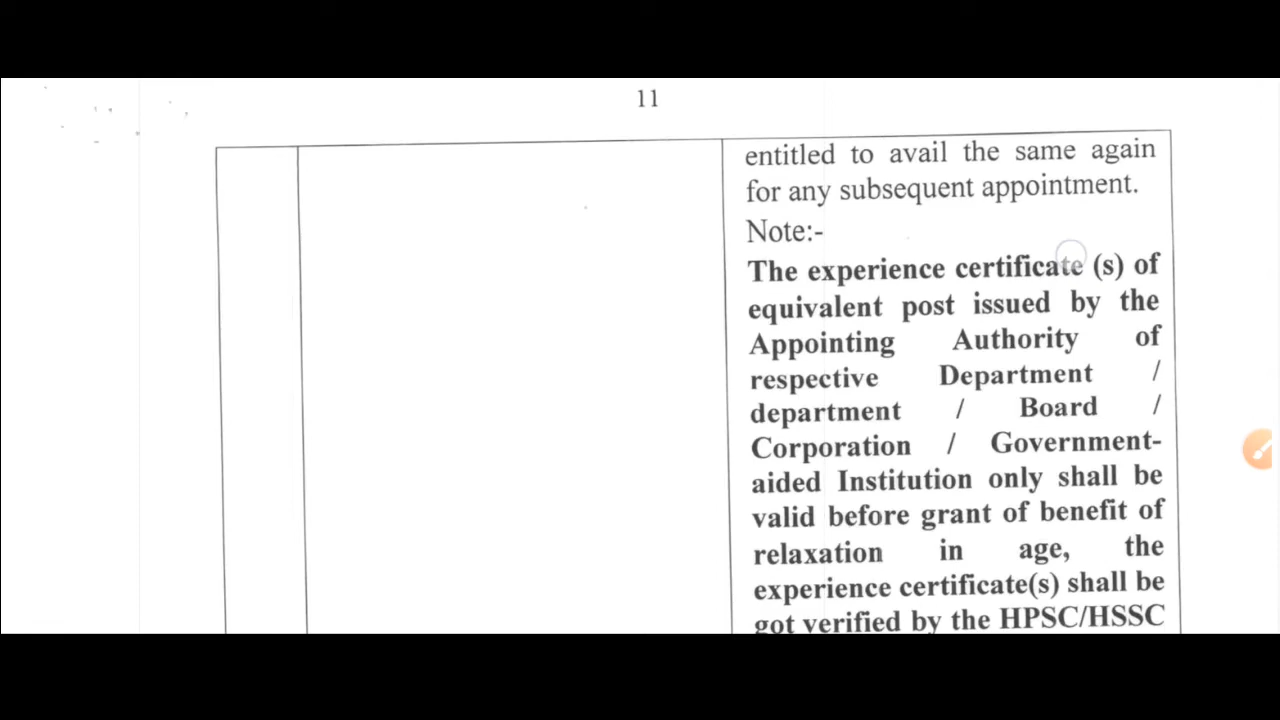 11
entitled to avail the same again
for any subsequent appointment.
Note:-
The experience certificate (s) of
equivalent post issued by the
Appointing Authority of
respective Department /
department / Board /
Corporation / Government-
aided Institution only shall be
valid before grant of benefit of
relaxation in age, the
experience certificate(s) shall be
got verified by the HPSC/HSSC